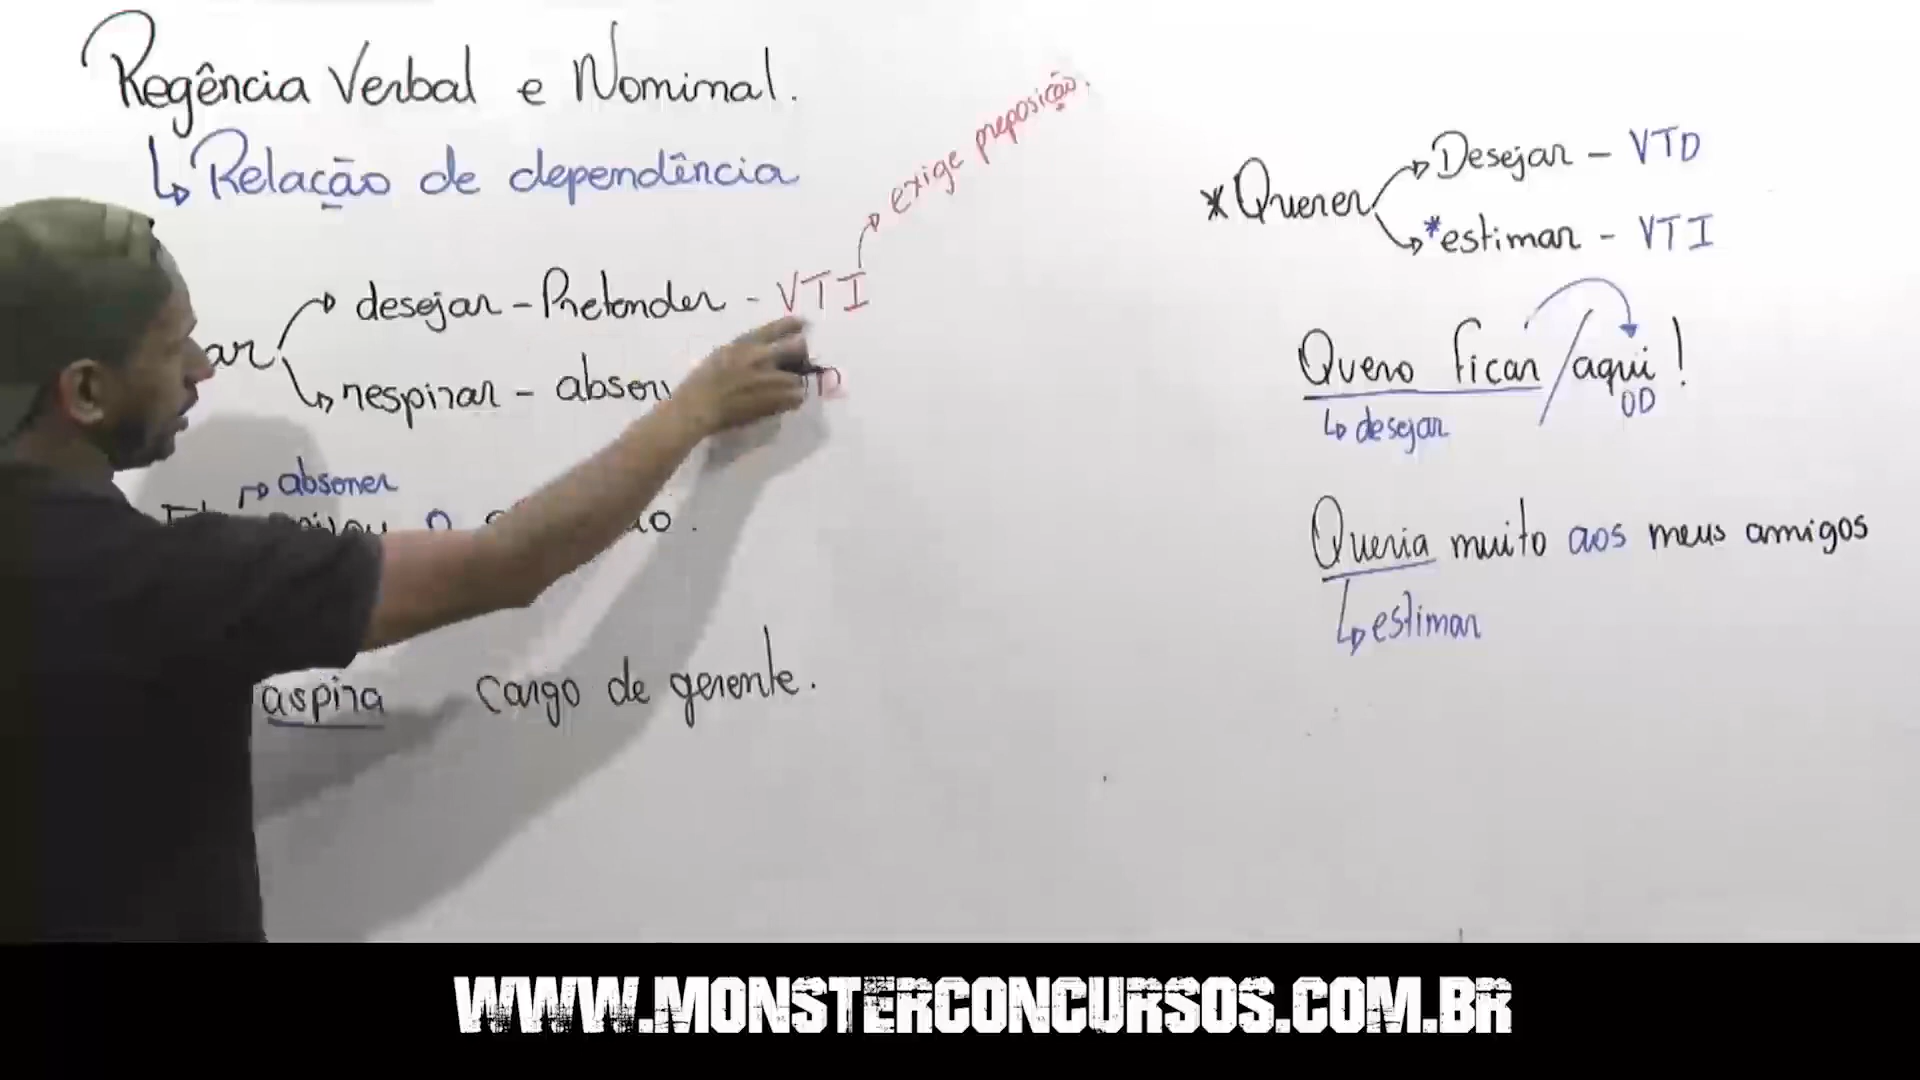 Regência Verbal e Nominal.
↳ Relação de dependência
desejar - Pretender - VTI
exige preposição.
respirar -
absorver
aspira cargo de gerente.
*Querer
Desejar - VTD
*estimar - VTI
Quero ficar / aqui!
OD
↳ desejar
Queria muito aos meus amigos
↳ estimar
WWW.MONSTERCONCURSOS.COM.BR